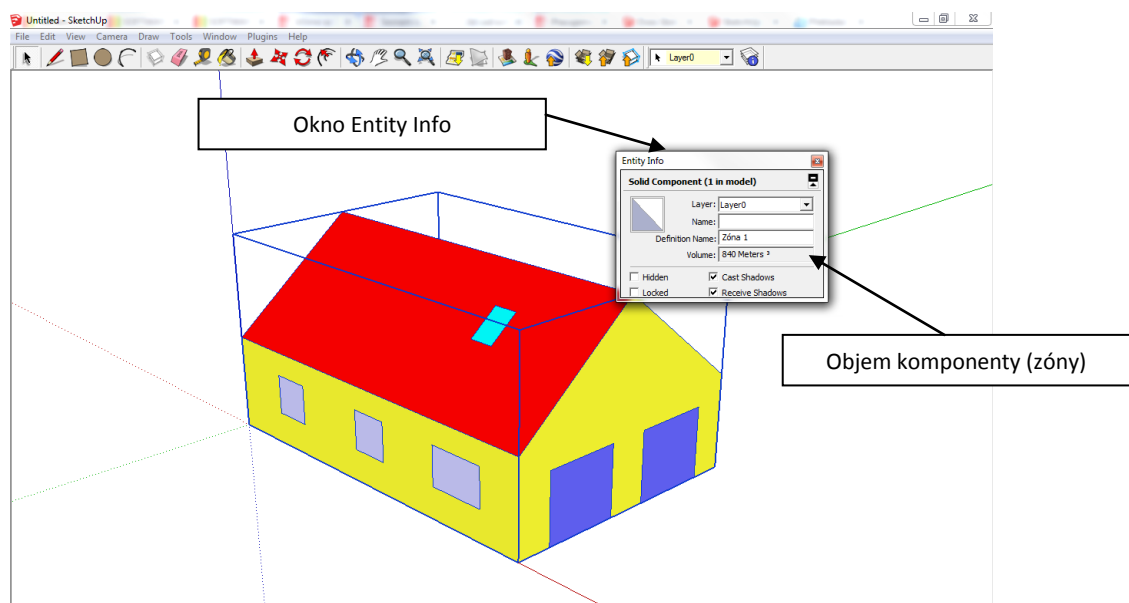 Untitled - SketchUp
File Edit View Camera Draw Tools Window Plugins Help
Layer0
Okno Entity Info
Entity Info
Solid Component (1 in model)
Layer: Layer0
Name:
Definition Name: Zóna 1
Volume: 840 Meters ³
Hidden Cast Shadows
Locked Receive Shadows
Objem komponenty (zóny)